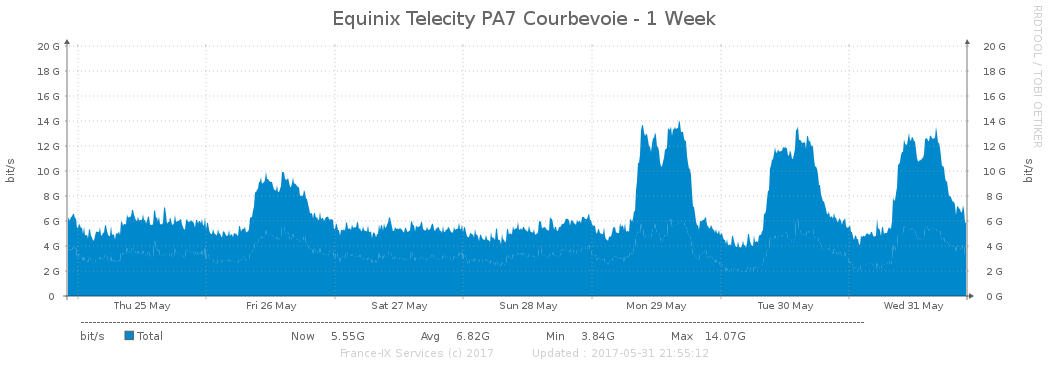 Equinix Telecity PA7 Courbevoie - 1 Week
RRDTOOL / TOBI OETIKER
bit/s
20 G
18 G
16 G
14 G
12 G
10 G
8 G
6 G
4 G
2 G
0
20 G
18 G
16 G
14 G
12 G
10 G
8 G
6 G
4 G
2 G
0 G
bit/s
Thu 25 May Fri 26 May Sat 27 May Sun 28 May Mon 29 May Tue 30 May Wed 31 May
bit/s Total Now 5.55G Avg 6.82G Min 3.84G Max 14.07G
France-IX Services (c) 2017 Updated : 2017-05-31 21:55:12